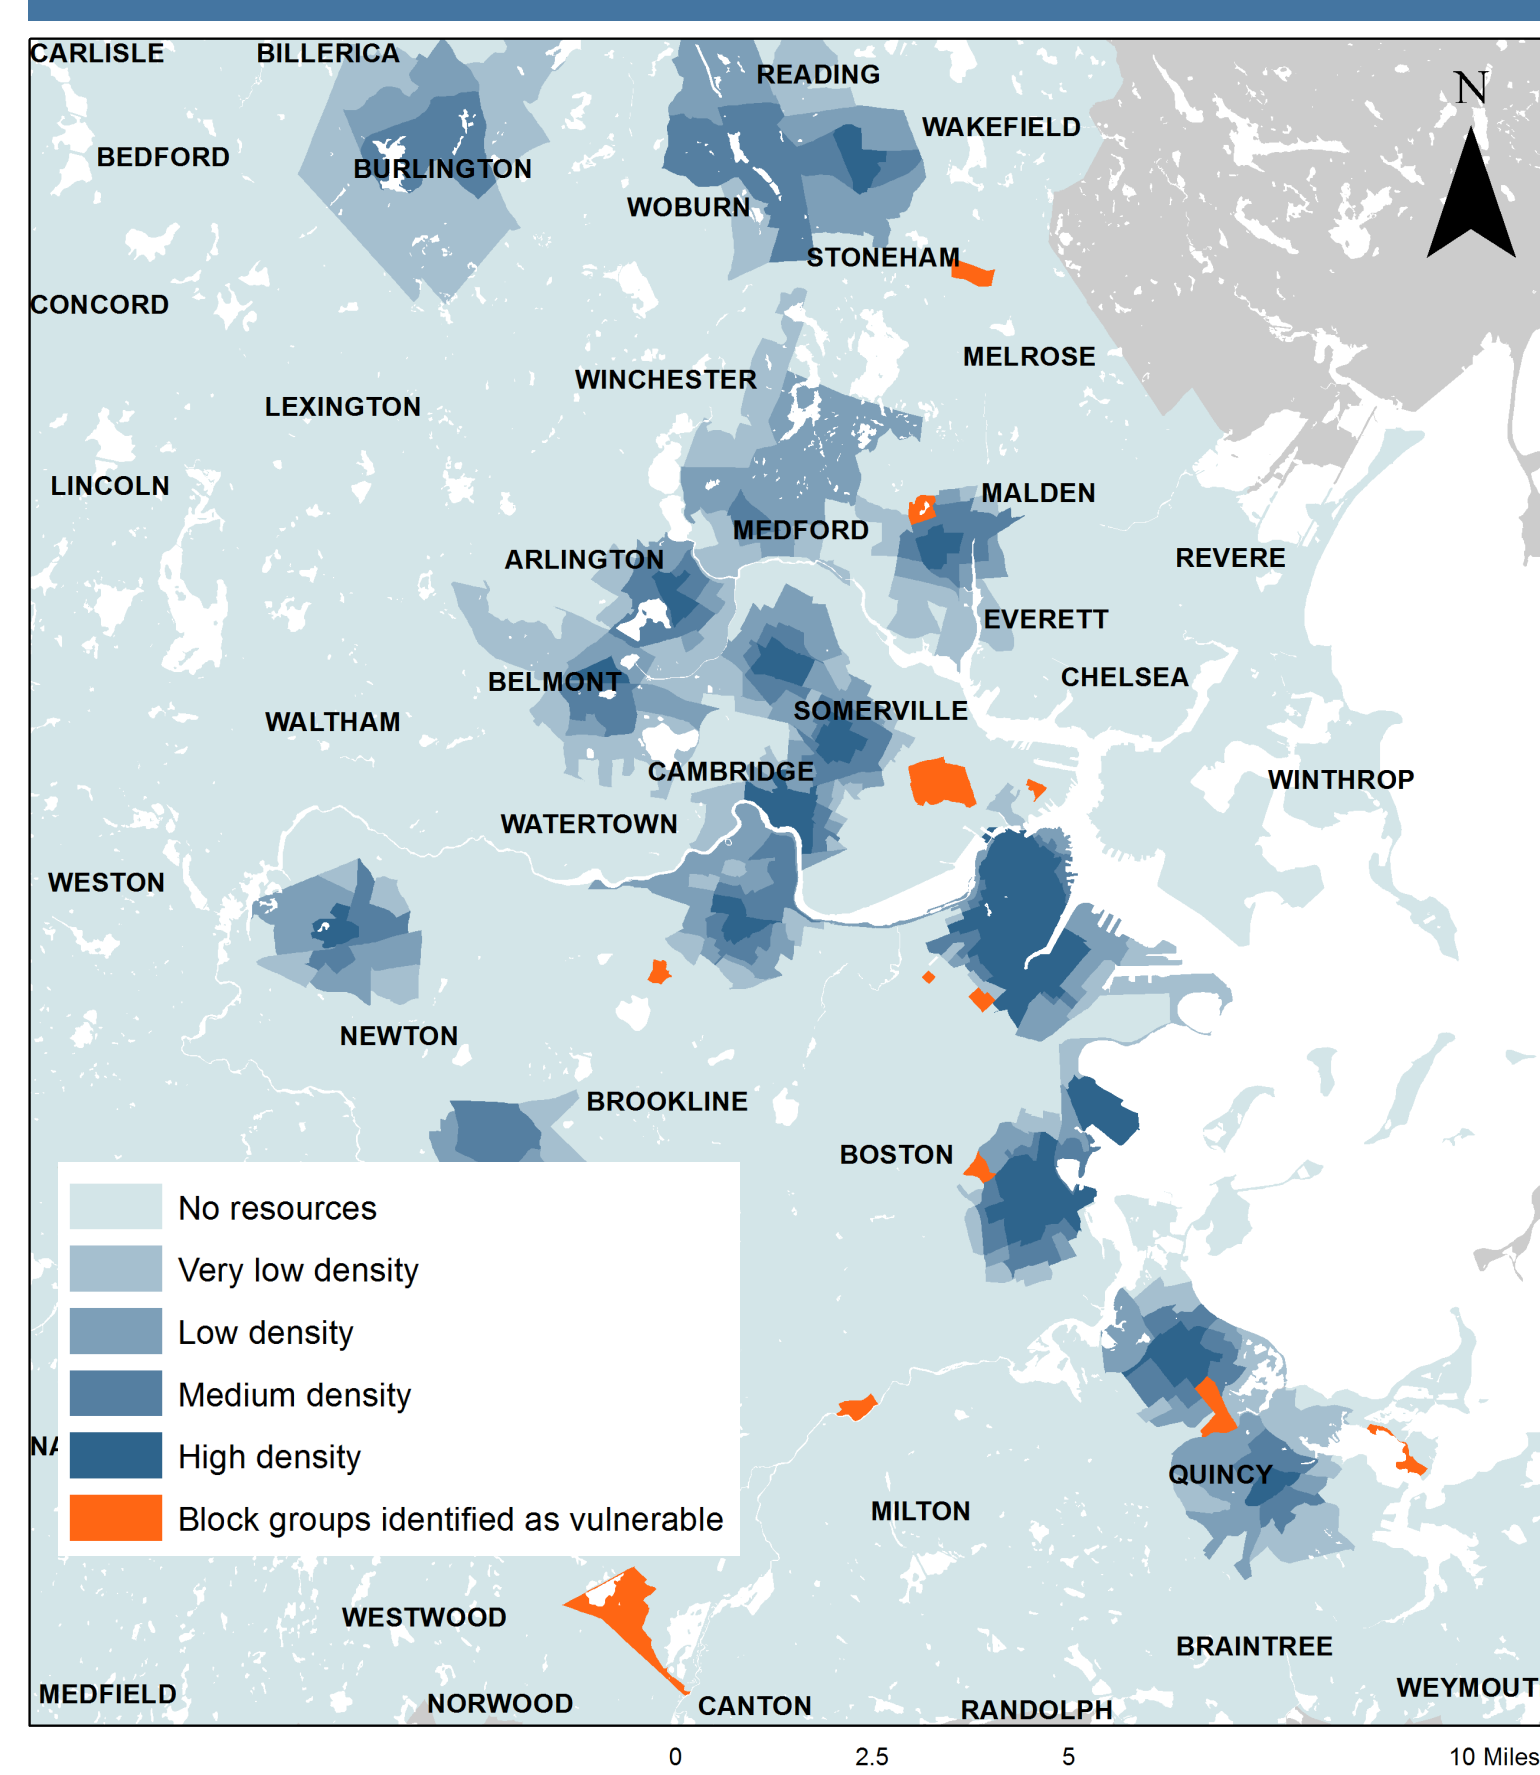 CARLISLE
BILLERICA
READING
N
WAKEFIELD
BEDFORD
BURLINGTON
WOBURN
STONEHAM
CONCORD
MELROSE
WINCHESTER
LEXINGTON
LINCOLN
MALDEN
MEDFORD
ARLINGTON
REVERE
EVERETT
CHELSEA
BELMONT
SOMERVILLE
WALTHAM
CAMBRIDGE
WINTHROP
WATERTOWN
WESTON
NEWTON
BROOKLINE
BOSTON
No resources
Very low density
Low density
Medium density
High density
Block groups identified as vulnerable
NA
QUINCY
MILTON
WESTWOOD
BRAINTREE
MEDFIELD
NORWOOD
CANTON
RANDOLPH
WEYMOUT
0 2.5 5 10 Miles